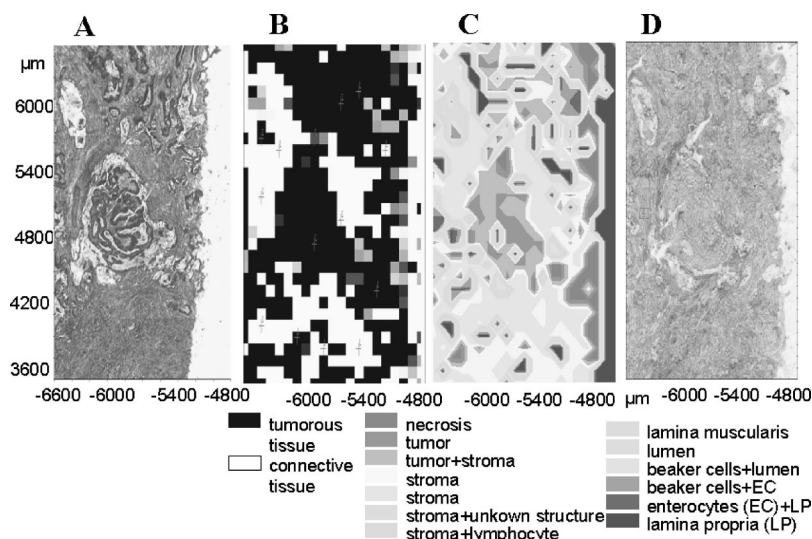 A B C D
µm
6000
5400
4800
4200
3600
-6600 -6000 -5400 -4800
-6000 -5400 -4800
-6000 -5400 -4800
µm -6000 -5400 -4800
tumorous
tissue
connective
tissue
necrosis
tumor
tumor+stroma
stroma
stroma
stroma+unkown structure
stroma+lymphocyte
lamina muscularis
lumen
beaker cells+lumen
beaker cells+EC
enterocytes (EC)+LP
lamina propria (LP)